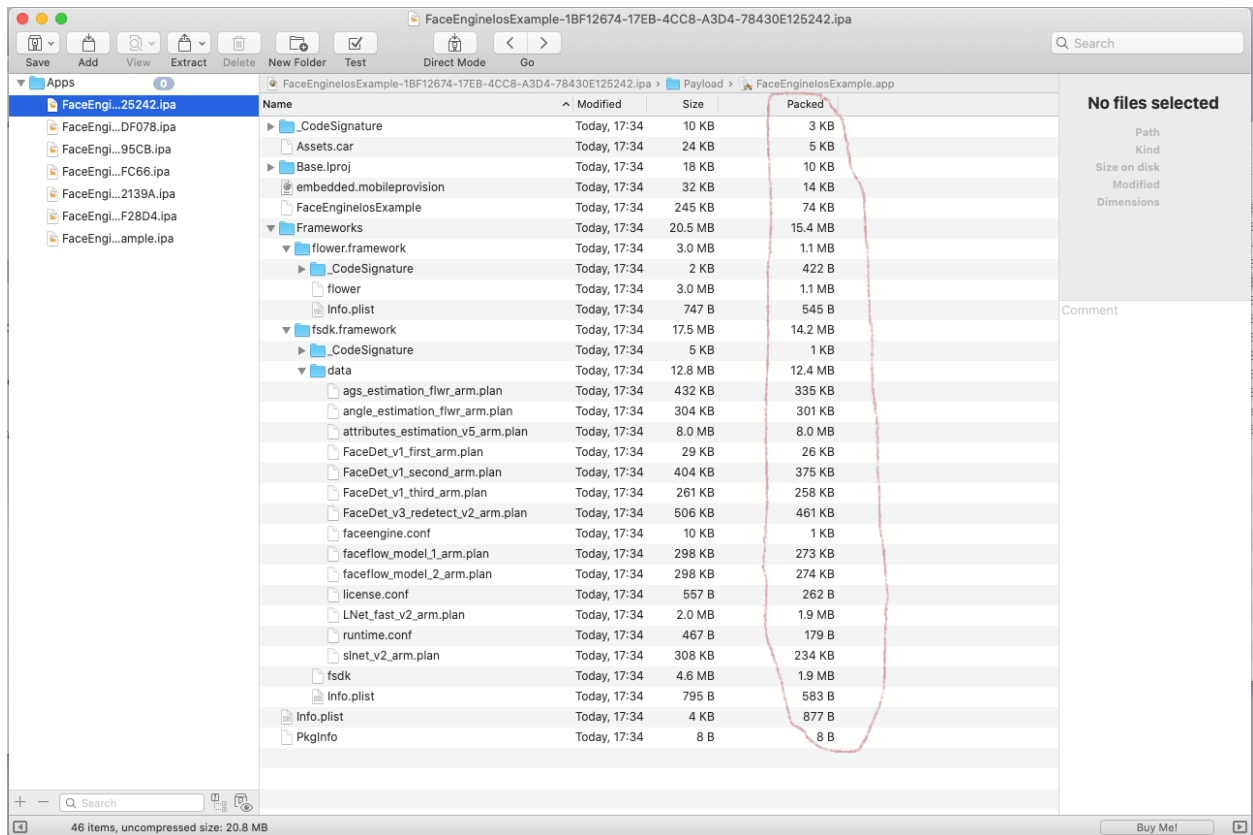 FaceEngineIosExample-1BF12674-17EB-4CC8-A3D4-78430E125242.ipa
Save Add View Extract Delete New Folder Test Direct Mode Go Search
Apps 0
FaceEngi...25242.ipa
FaceEngi...DF078.ipa
FaceEngi...95CB.ipa
FaceEngi...FC66.ipa
FaceEngi...2139A.ipa
FaceEngi...F28D4.ipa
FaceEngi...ample.ipa
FaceEngineIosExample-1BF12674-17EB-4CC8-A3D4-78430E125242.ipa › Payload › FaceEngineIosExample.app
Name Modified Size Packed
_CodeSignature Today, 17:34 10 KB 3 KB
Assets.car Today, 17:34 24 KB 5 KB
Base.lproj Today, 17:34 18 KB 10 KB
embedded.mobileprovision Today, 17:34 32 KB 14 KB
FaceEngineIosExample Today, 17:34 245 KB 74 KB
Frameworks Today, 17:34 20.5 MB 15.4 MB
flower.framework Today, 17:34 3.0 MB 1.1 MB
_CodeSignature Today, 17:34 2 KB 422 B
flower Today, 17:34 3.0 MB 1.1 MB
Info.plist Today, 17:34 747 B 545 B
fsdk.framework Today, 17:34 17.5 MB 14.2 MB
_CodeSignature Today, 17:34 5 KB 1 KB
data Today, 17:34 12.8 MB 12.4 MB
ags_estimation_flwr_arm.plan Today, 17:34 432 KB 335 KB
angle_estimation_flwr_arm.plan Today, 17:34 304 KB 301 KB
attributes_estimation_v5_arm.plan Today, 17:34 8.0 MB 8.0 MB
FaceDet_v1_first_arm.plan Today, 17:34 29 KB 26 KB
FaceDet_v1_second_arm.plan Today, 17:34 404 KB 375 KB
FaceDet_v1_third_arm.plan Today, 17:34 261 KB 258 KB
FaceDet_v3_redetect_v2_arm.plan Today, 17:34 506 KB 461 KB
faceengine.conf Today, 17:34 10 KB 1 KB
faceflow_model_1_arm.plan Today, 17:34 298 KB 273 KB
faceflow_model_2_arm.plan Today, 17:34 298 KB 274 KB
license.conf Today, 17:34 557 B 262 B
LNet_fast_v2_arm.plan Today, 17:34 2.0 MB 1.9 MB
runtime.conf Today, 17:34 467 B 179 B
slnet_v2_arm.plan Today, 17:34 308 KB 234 KB
fsdk Today, 17:34 4.6 MB 1.9 MB
Info.plist Today, 17:34 795 B 583 B
Info.plist Today, 17:34 4 KB 877 B
PkgInfo Today, 17:34 8 B 8 B
No files selected
Path
Kind
Size on disk
Modified
Dimensions
Comment
Search
46 items, uncompressed size: 20.8 MB
Buy Me!